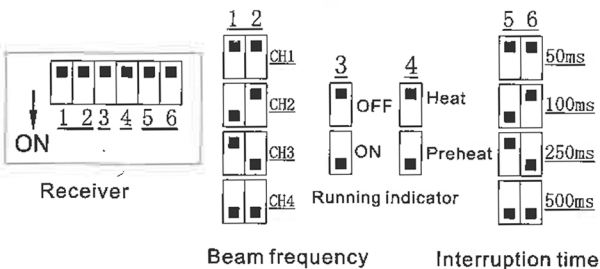 1 2 3 4 5 6
ON
Receiver
1 2
CH1
CH2
CH3
CH4
Beam frequency
3 4
OFF Heat
ON Preheat
Running indicator
5 6
50ms
100ms
250ms
500ms
Interruption time